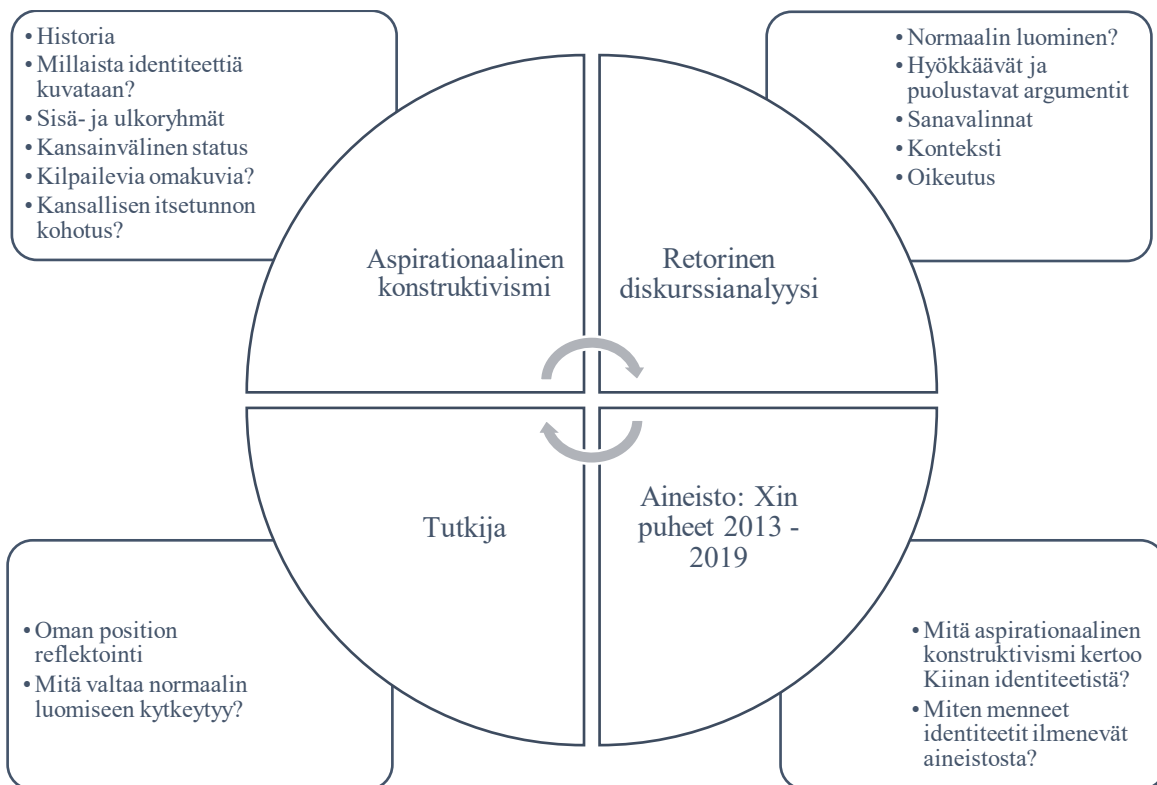 • Historia
• Millaista identiteettiä
kuvataan?
• Sisä- ja ulkoryhmät
• Kansainvälinen status
• Kilpailevia omakuvia?
• Kansallisen itsetunnon
kohotus?
• Normaalin luominen?
• Hyökkäävät ja
puolustavat argumentit
• Sanavalinnat
• Konteksti
• Oikeutus
Aspirationaalinen
konstruktivismi
Retorinen
diskurssianalyysi
Tutkija
Aineisto: Xin
puheet 2013 -
2019
• Oman position
reflektointi
• Mitä valtaa normaalin
luomiseen kytkeytyy?
• Mitä aspirationaalinen
konstruktivismi kertoo
Kiinan identiteetistä?
• Miten menneet
identiteetit ilmenevät
aineistosta?